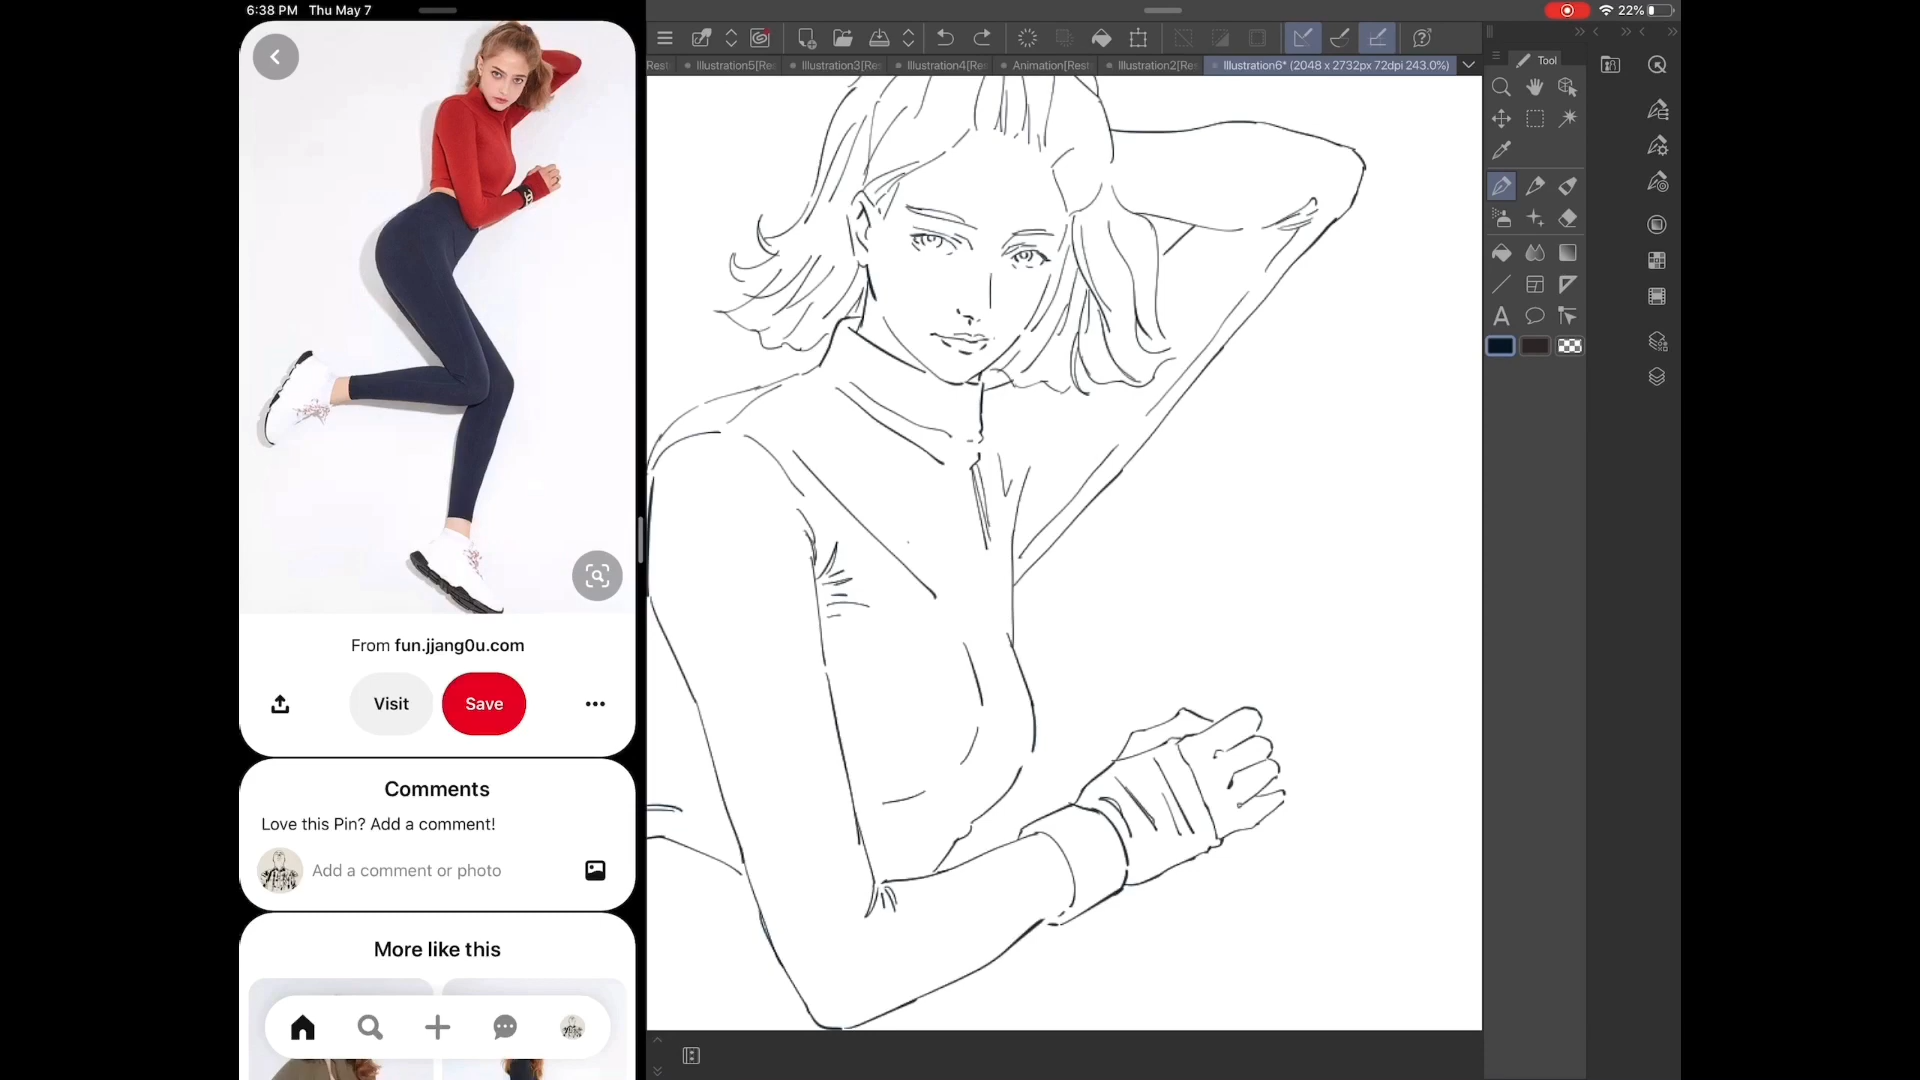 6:38 PM Thu May 7
22%
Rest
Illustration5[Re
Illustration3[Re
Illustration4[Re
Animation[Rest
Illustration2[Res
Illustration6* (2048 x 2732px 72dpi 243.0%)
Tool
A
From fun.jjang0u.com
Visit
Save
Comments
Love this Pin? Add a comment!
Add a comment or photo
More like this